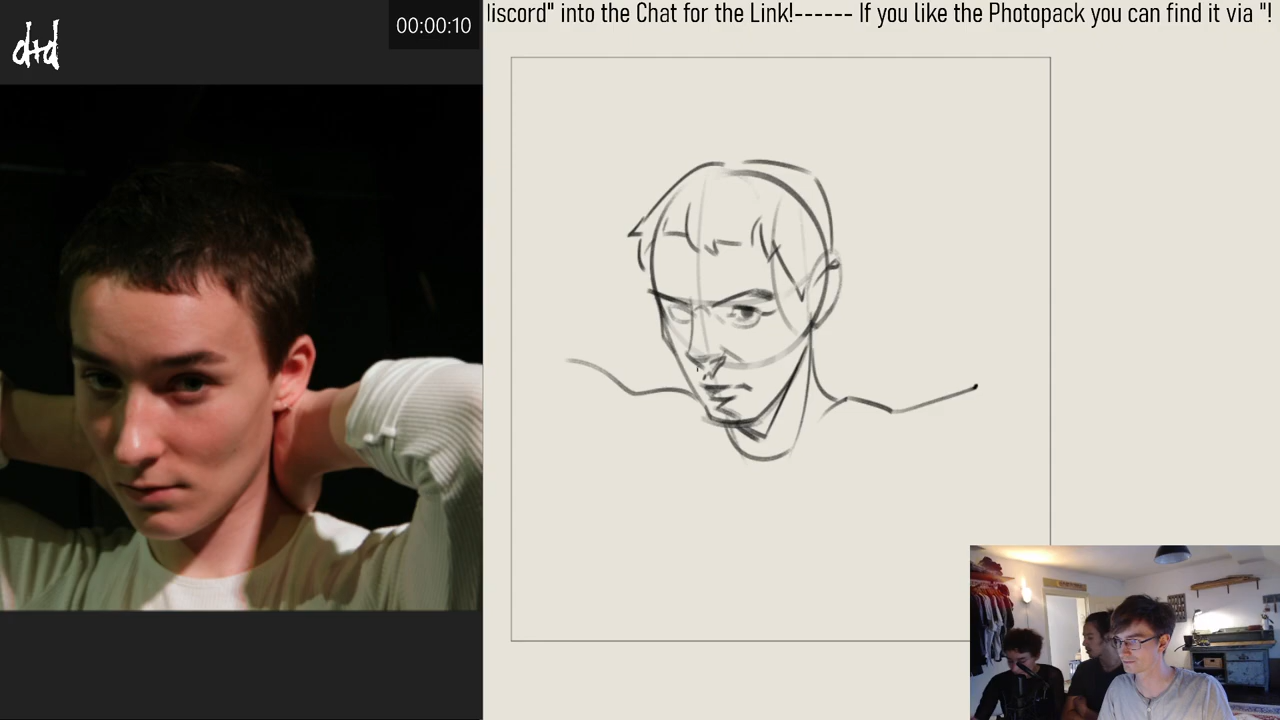 d+d
00:00:10
iscord" into the Chat for the Link!------ If you like the Photopack you can find it via "!